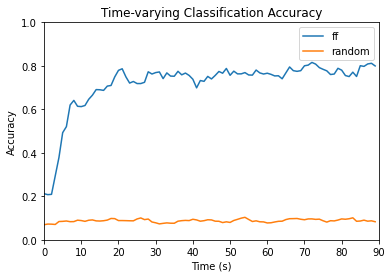 Time-varying Classification Accuracy
1.0
0.8
0.6
0.4
0.2
0.0
Accuracy
ff
random
0 10 20 30 40 50 60 70 80 90
Time (s)